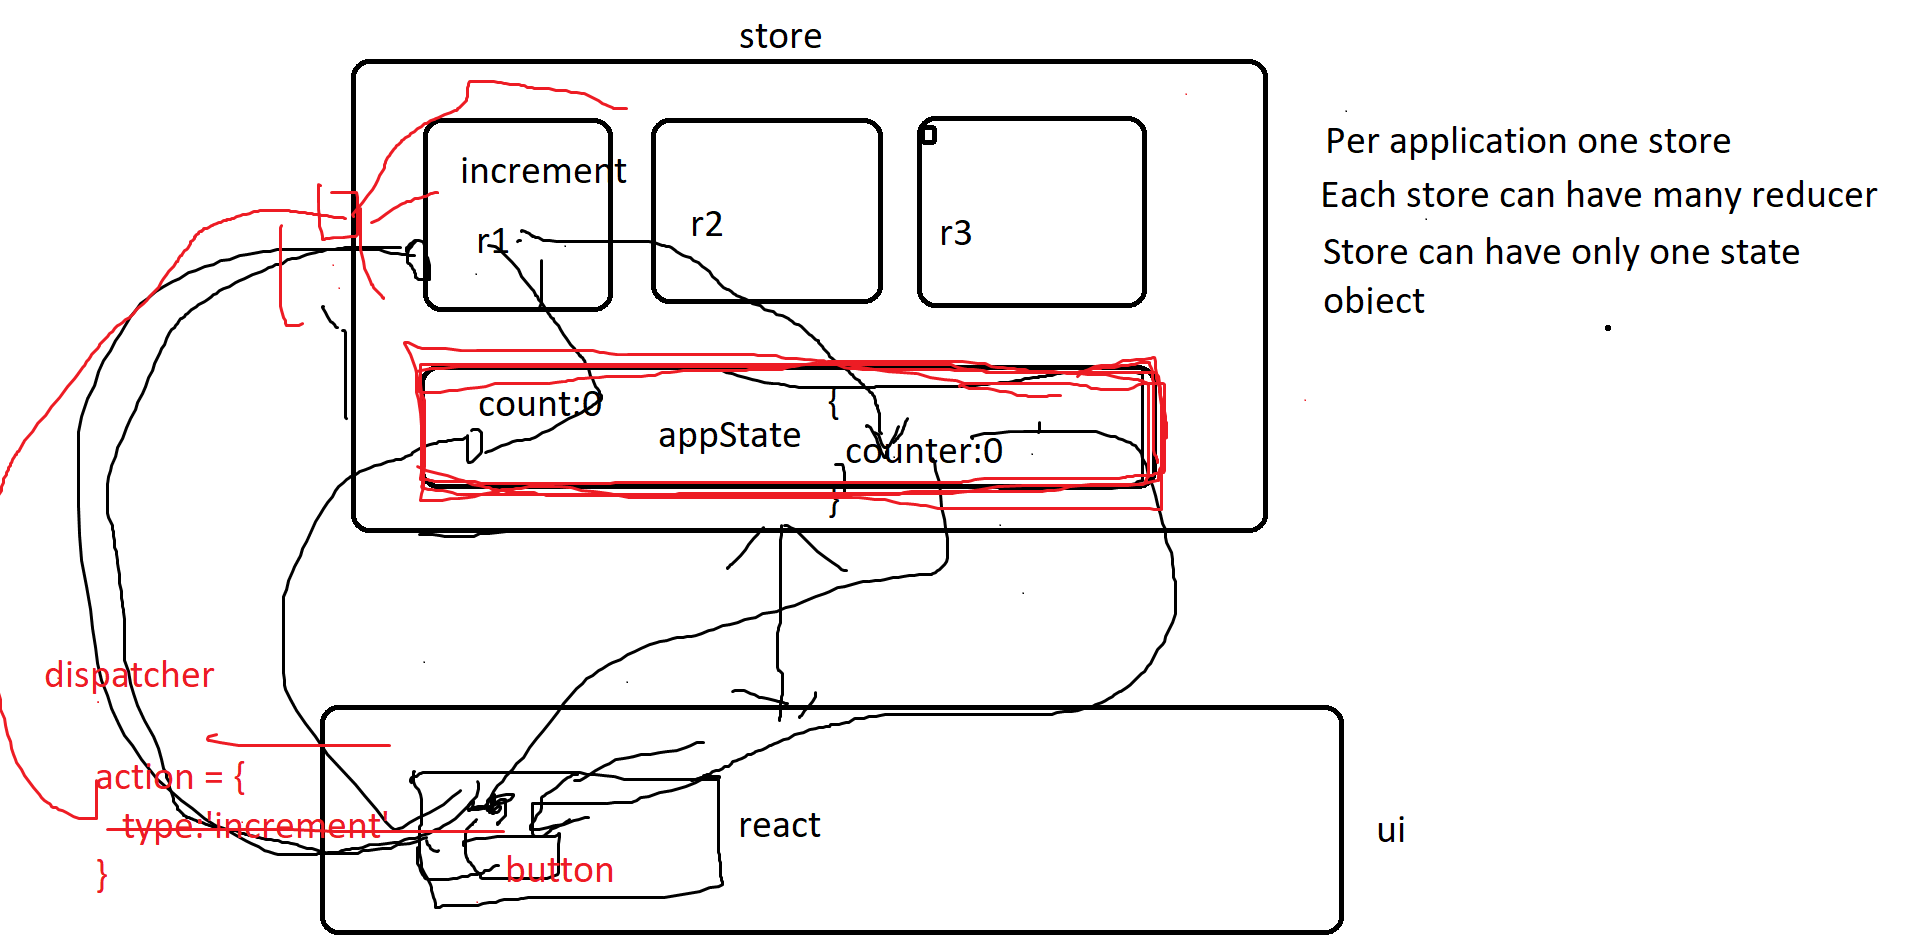 store
Per application one store
Each store can have many reducer
Store can have only one state
obiect
increment
r1
r2
r3
count:0
{
appState
counter:0
}
dispatcher
action = {
type:'increment'
}
button
react
ui